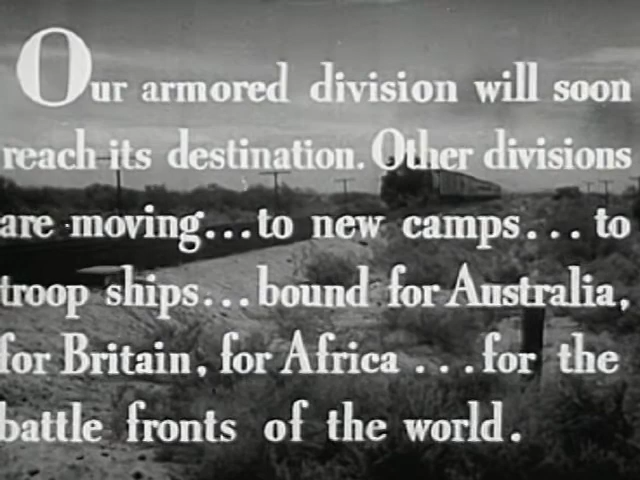 Our armored division will soon
reach its destination. Other divisions
are moving...to new camps... to
troop ships...bound for Australia,
for Britain, for Africa ...for the
battle fronts of the world.